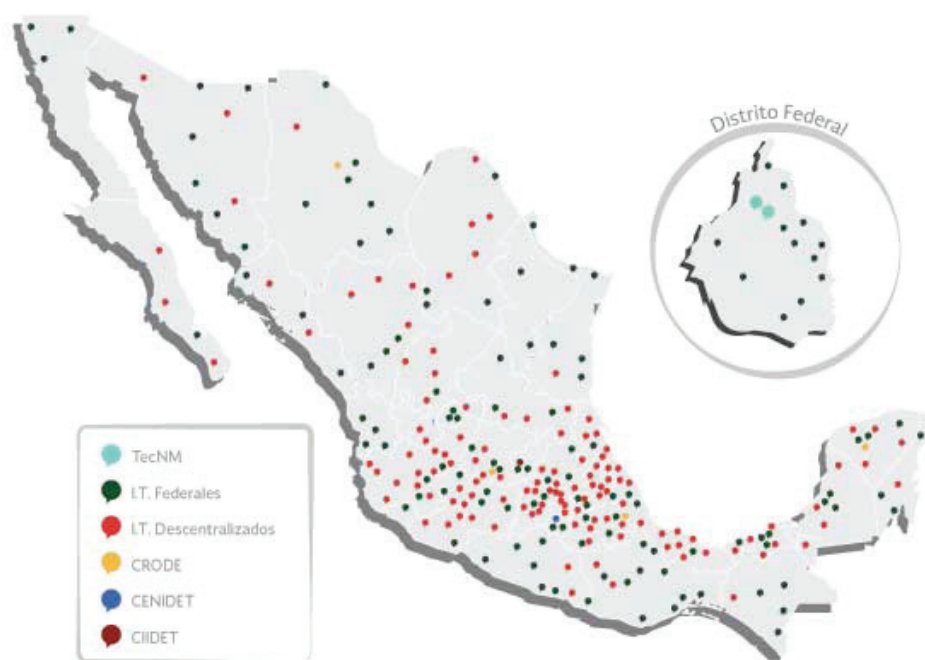 Distrito Federal
TecNM
I.T. Federales
I.T. Descentralizados
CRODE
CENIDET
CIIDET